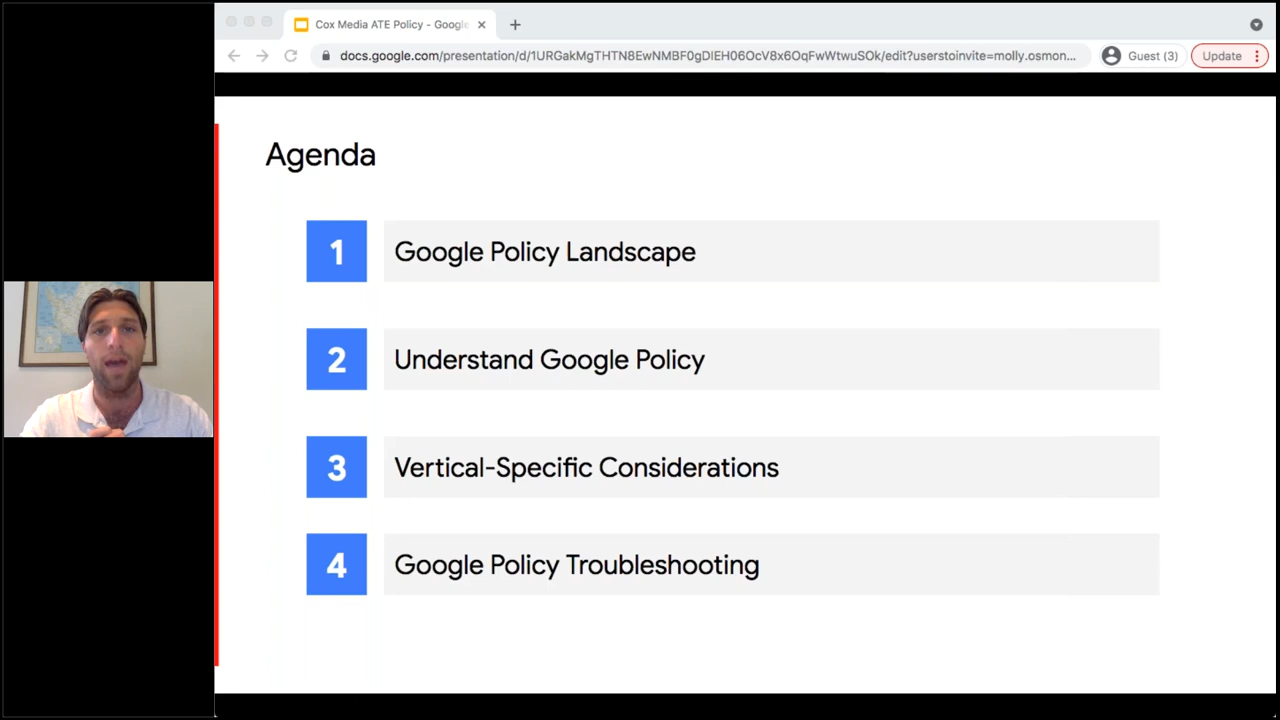 Cox Media ATE Policy - Google
docs.google.com/presentation/d/1URGakMgTHTN8EwNMBF0gDlEH06OcV8x6OqFwWtwuSOk/edit?userstoinvite=molly.osmon...
Guest (3)
Update
Agenda
1 Google Policy Landscape
2 Understand Google Policy
3 Vertical-Specific Considerations
4 Google Policy Troubleshooting